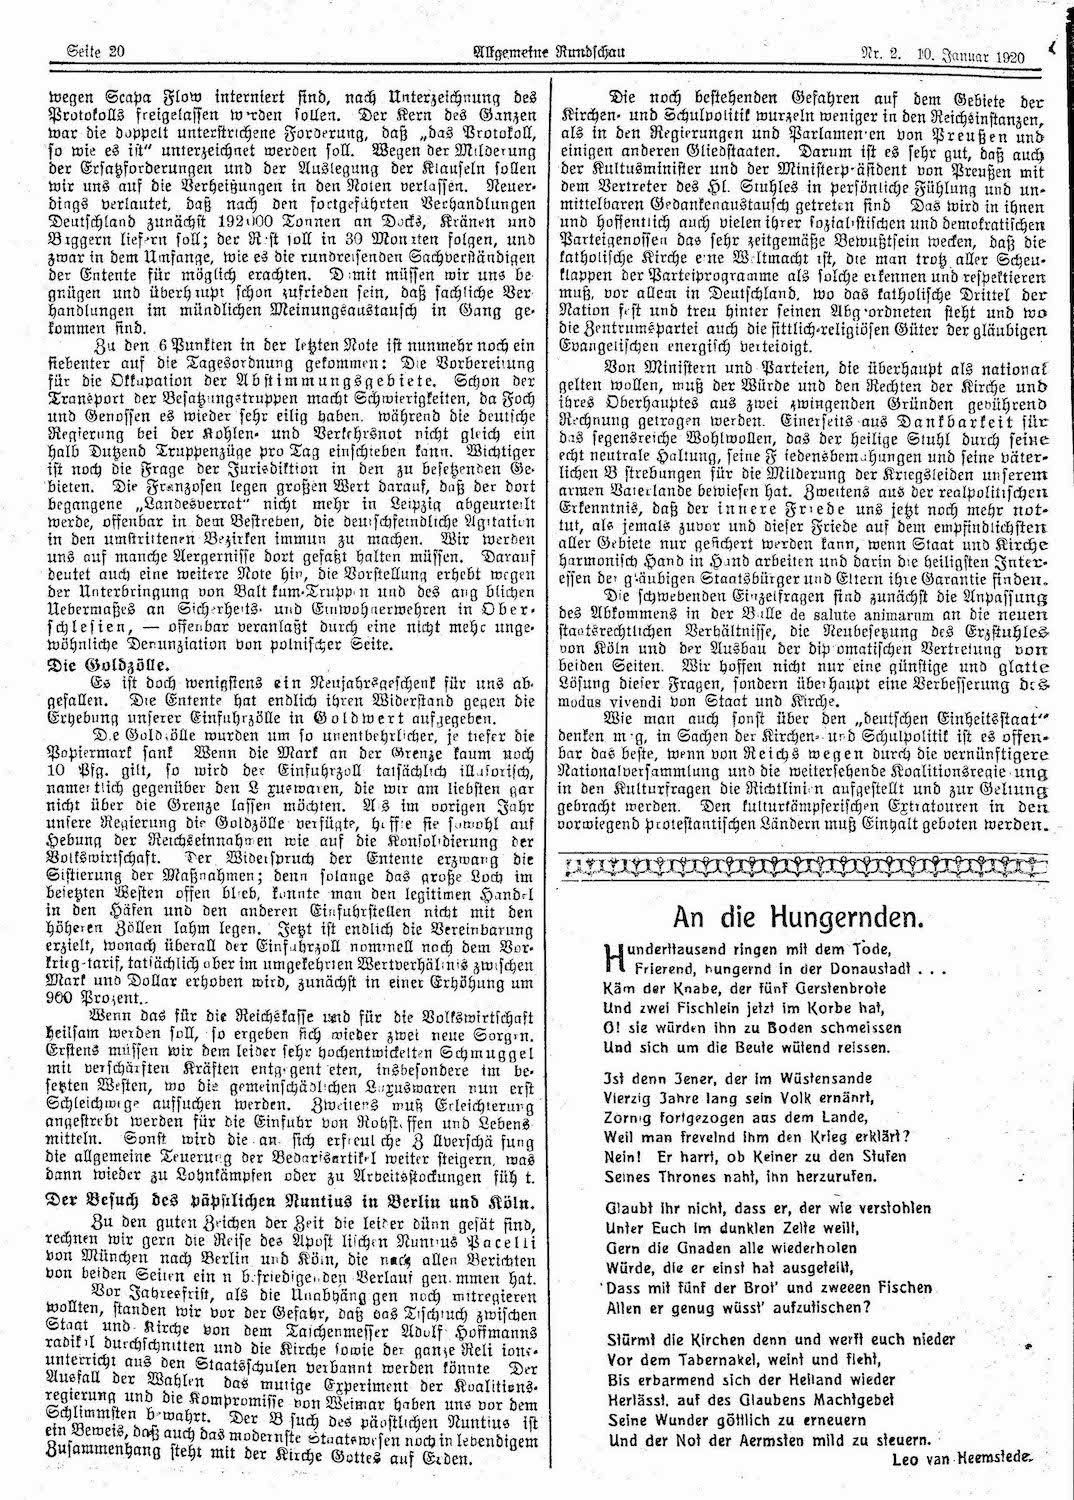 Seite 20
Allgemeine Rundschau
Nr. 2. 10. Januar 1920
wegen Scapa Flow interniert sind, nach Unterzeichnung des
Protokolls freigelassen werden sollen. Der Kern des Ganzen
war die doppelt unterstrichene Forderung, daß „das Protokoll,
so wie es ist“ unterzeichnet werden soll. Wegen der Milderung
der Ersatzforderungen und der Auslegung der Klauseln sollen
wir uns auf die Verheißungen in den Noten verlassen. Neuer-
dings verlautet, daß nach den fortgeführten Verhandlungen
Deutschland zunächst 192000 Tonnen an Docks, Kränen und
Baggern liefern soll; der Rest soll in 30 Monaten folgen, und
zwar in dem Umfange, wie es die rundreisenden Sachverständigen
der Entente für möglich erachten. Damit müssen wir uns be-
gnügen und überhaupt schon zufrieden sein, daß sachliche Ver-
handlungen im mündlichen Meinungsaustausch in Gang ge-
kommen sind.
Zu den 6 Punkten in der letzten Note ist nunmehr noch ein
siebenter auf die Tagesordnung gekommen: Die Vorbereitung
für die Okkupation der Abstimmungsgebiete. Schon der
Transport der Besatzungstruppen macht Schwierigkeiten, da Foch
und Genossen es wieder sehr eilig haben, während die deutsche
Regierung bei der Kohlen- und Verkehrsnot nicht gleich ein
halb Dutzend Truppenzüge pro Tag einschieben kann. Wichtiger
ist noch die Frage der Jurisdiktion in den zu besetzenden Ge-
bieten. Die Franzosen legen großen Wert darauf, daß der dort
begangene „Landesverrat“ nicht mehr in Leipzig abgeurteilt
werde, offenbar in dem Bestreben, die deutschfeindliche Agitation
in den umstrittenen Bezirken immun zu machen. Wir werden
uns auf manche Aergernisse dort gefaßt halten müssen. Darauf
deutet auch eine weitere Note hin, die Vorstellung erhebt wegen
der Unterbringung von Baltikum-Truppen und des angeblichen
Uebermaßes an Sicherheits- und Einwohnerwehren in Ober-
schlesien, — offenbar veranlaßt durch eine nicht mehr unge-
wöhnliche Denunziation von polnischer Seite.
Die Goldzölle.
Es ist doch wenigstens ein Neujahrsgeschenk für uns ab-
gefallen. Die Entente hat endlich ihren Widerstand gegen die
Erhebung unserer Einfuhrzölle in Goldwert aufgegeben.
Die Goldzölle wurden um so unentbehrlicher, je tiefer die
Papiermark sank. Wenn die Mark an der Grenze kaum noch
10 Pfg. gilt, so wird der Einfuhrzoll tatsächlich illusorisch,
namentlich gegenüber den Luxuswaren, die wir am liebsten gar
nicht über die Grenze lassen möchten. Als im vorigen Jahr
unsere Regierung die Goldzölle verfügte, hoffte sie sowohl auf
Hebung der Reichseinnahmen wie auf die Konsolidierung der
Volkswirtschaft. Der Widerspruch der Entente erzwang die
Sistierung der Maßnahmen; denn solange das große Loch im
besetzten Westen offen blieb, konnte man den legitimen Handel
in den Häfen und den anderen Einfuhrstellen nicht mit den
höheren Zöllen lahm legen. Jetzt ist endlich die Vereinbarung
erzielt, wonach überall der Einfuhrzoll nominell nach dem Vor-
kriegstarif, tatsächlich aber im umgekehrten Wertverhältnis zwischen
Mark und Dollar erhoben wird, zunächst in einer Erhöhung um
900 Prozent.
Wenn das für die Reichskasse und für die Volkswirtschaft
heilsam werden soll, so ergeben sich wieder zwei neue Sorgen.
Erstens müssen wir dem leider sehr hochentwickelten Schmuggel
mit verschärften Kräften entgegentreten, insbesondere im be-
setzten Westen, wo die gemeinschädlichen Luxuswaren nun erst
Schleichwege aufsuchen werden. Zweitens muß Erleichterung
angestrebt werden für die Einfuhr von Rohstoffen und Lebens-
mitteln. Sonst wird die an sich erfreuliche Zollverschärfung
die allgemeine Teuerung der Bedarfsartikel weiter steigern, was
dann wieder zu Lohnkämpfen oder zu Arbeitsstockungen führt.
Der Besuch des päpstlichen Nuntius in Berlin und Köln.
Zu den guten Zeichen der Zeit die leider dünn gesät sind,
rechnen wir gern die Reise des Apostolischen Nuntius Pacelli
von München nach Berlin und Köln, die nach allen Berichten
von beiden Seiten einen befriedigenden Verlauf genommen hat.
Vor Jahresfrist, als die Unabhängigen noch mitregieren
wollten, standen wir vor der Gefahr, daß das Tischtuch zwischen
Staat und Kirche von dem Taschenmesser Adolf Hoffmanns
radikal durchschnitten und die Kirche sowie der ganze Religions-
unterricht aus den Staatsschulen verbannt werden könnte. Der
Ausfall der Wahlen, das mutige Experiment der Koalitions-
regierung und die Kompromisse von Weimar haben uns vor dem
Schlimmsten bewahrt. Der Besuch des päpstlichen Nuntius ist
ein Beweis, daß auch das modernste Staatswesen noch in lebendigem
Zusammenhang steht mit der Kirche Gottes auf Erden.
Die noch bestehenden Gefahren auf dem Gebiete der
Kirchen- und Schulpolitik wurzeln weniger in den Reichsinstanzen,
als in den Regierungen und Parlamenten von Preußen und
einigen anderen Gliedstaaten. Darum ist es sehr gut, daß auch
der Kultusminister und der Ministerpräsident von Preußen mit
dem Vertreter des Hl. Stuhles in persönliche Fühlung und un-
mittelbaren Gedankenaustausch getreten sind. Das wird in ihnen
und hoffentlich auch vielen ihrer sozialistischen und demokratischen
Parteigenossen das sehr zeitgemäße Bewußtsein wecken, daß die
katholische Kirche eine Weltmacht ist, die man trotz aller Scheu-
klappen der Parteiprogramme als solche erkennen und respektieren
muß, vor allem in Deutschland, wo das katholische Drittel der
Nation fest und treu hinter seinen Abgeordneten steht und wo
die Zentrumspartei auch die sittlich-religiösen Güter der gläubigen
Evangelischen energisch verteidigt.
Von Ministern und Parteien, die überhaupt als national
gelten wollen, muß der Würde und den Rechten der Kirche und
ihres Oberhauptes aus zwei zwingenden Gründen gebührend
Rechnung getragen werden. Einerseits aus Dankbarkeit für
das segensreiche Wohlwollen, das der heilige Stuhl durch seine
echt neutrale Haltung, seine Friedensbemühungen und seine väter-
lichen Bestrebungen für die Milderung der Kriegsleiden unserem
armen Vaterlande bewiesen hat. Zweitens aus der realpolitischen
Erkenntnis, daß der innere Friede uns jetzt noch mehr not-
tut, als jemals zuvor und dieser Friede auf dem empfindlichsten
aller Gebiete nur gesichert werden kann, wenn Staat und Kirche
harmonisch Hand in Hand arbeiten und darin die heiligsten Inter-
essen der gläubigen Staatsbürger und Eltern ihre Garantie finden.
Die schwebenden Einzelfragen sind zunächst die Anpassung
des Abkommens in der Bulle de salute animarum an die neuen
staatsrechtlichen Verhältnisse, die Neubesetzung des Erzstuhles
von Köln und der Ausbau der diplomatischen Vertretung von
beiden Seiten. Wir hoffen nicht nur eine günstige und glatte
Lösung dieser Fragen, sondern überhaupt eine Verbesserung des
modus vivendi von Staat und Kirche.
Wie man auch sonst über den „deutschen Einheitsstaat“
denken mag, in Sachen der Kirchen- und Schulpolitik ist es offen-
bar das beste, wenn von Reichs wegen durch die vernünftigere
Nationalversammlung und die weitersehende Koalitionsregierung
in den Kulturfragen die Richtlinien aufgestellt und zur Geltung
gebracht werden. Den kulturkämpferischen Extratouren in den
vorwiegend protestantischen Ländern muß Einhalt geboten werden.
An die Hungernden.
Hunderttausend ringen mit dem Tode,
Frierend, hungernd in der Donaustadt . . .
Käm der Knabe, der fünf Gerstenbrote
Und zwei Fischlein jetzt im Korbe hat,
O! sie würden ihn zu Boden schmeissen
Und sich um die Beute wütend reissen.
Ist denn Jener, der im Wüstensande
Vierzig Jahre lang sein Volk ernährt,
Zornig fortgezogen aus dem Lande,
Weil man frevelnd ihm den Krieg erklärt?
Nein! Er harrt, ob Keiner zu den Stufen
Seines Thrones naht, ihn herzurufen.
Glaubt ihr nicht, dass er, der wie verstohlen
Unter Euch im dunklen Zelte weilt,
Gern die Gnaden alle wiederholen
Würde, die er einst hat ausgeteilt,
Dass mit fünf der Brot' und zweeen Fischen
Allen er genug wüsst' aufzutischen?
Stürmt die Kirchen denn und werft euch nieder
Vor dem Tabernakel, weint und fleht,
Bis erbarmend sich der Heiland wieder
Herlässt, auf des Glaubens Machtgebet
Seine Wunder göttlich zu erneuern
Und der Not der Aermsten mild zu steuern.
Leo van Heemstede.